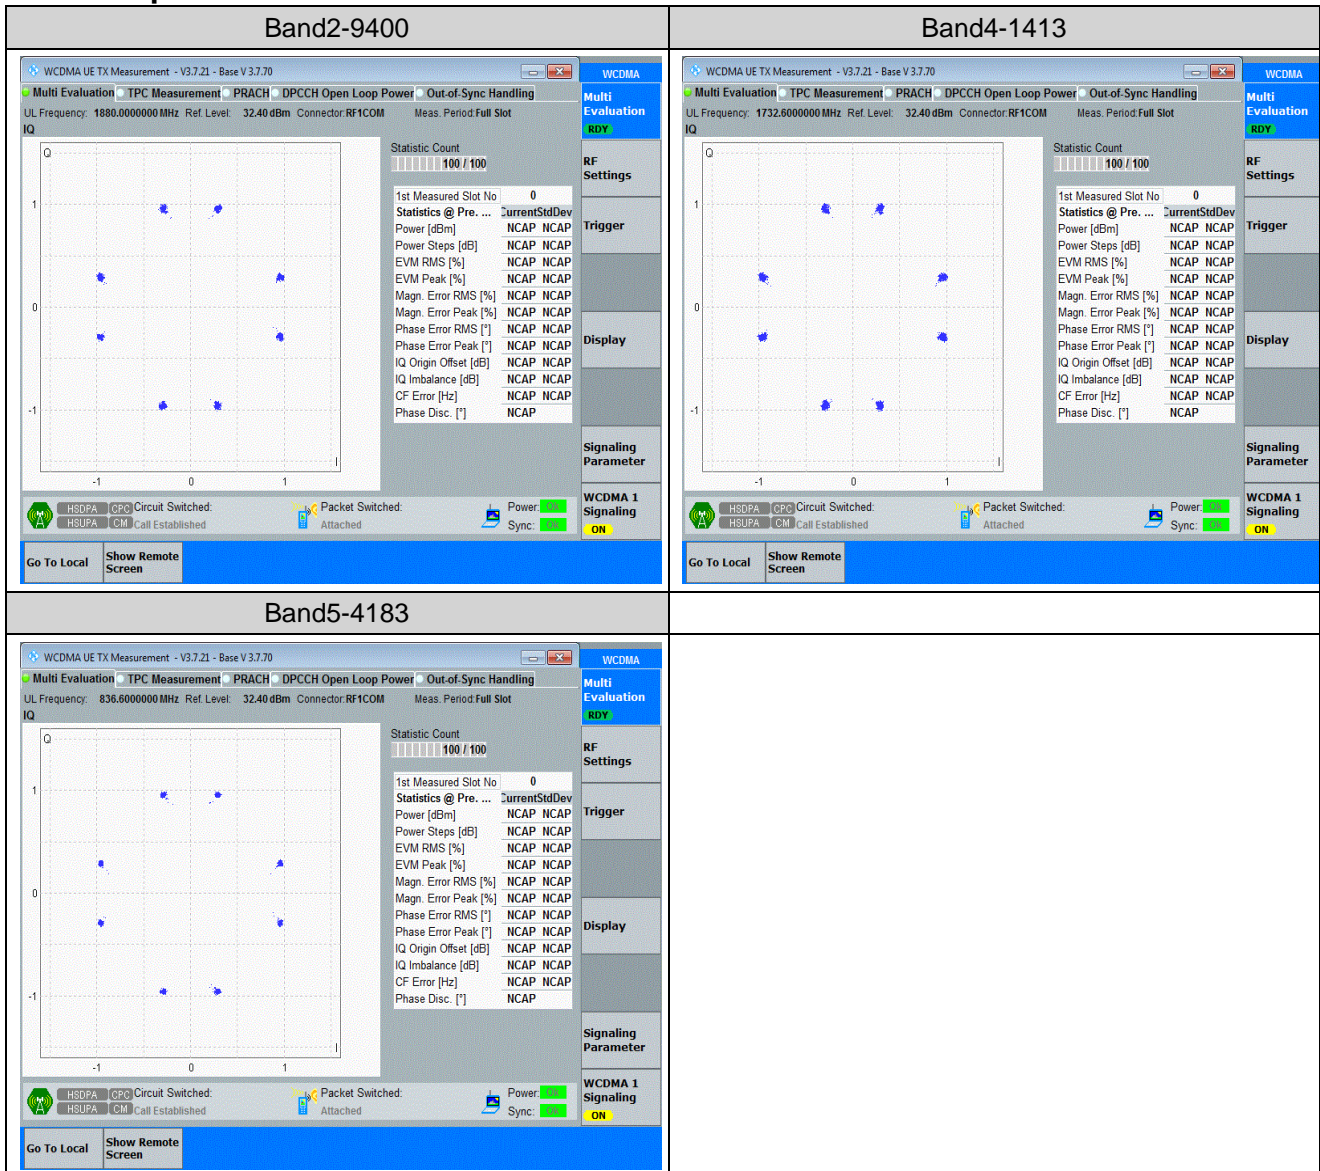 Band2-9400
Band4-1413
WCDMA UE TX Measurement - V3.7.21 - Base V 3.7.70
WCDMA
Multi Evaluation TPC Measurement PRACH DPCCH Open Loop Power Out-of-Sync Handling
Multi
Evaluation
RDY
UL Frequency: 1880.0000000 MHz Ref. Level: 32.40 dBm Connector:RF1COM Meas. Period:Full Slot
IQ
Q
1
0
-1
-1 0 1
I
Statistic Count
100 / 100
1st Measured Slot No 0
Statistics @ Pre. ... CurrentStdDev
Power [dBm] NCAP NCAP
Power Steps [dB] NCAP NCAP
EVM RMS [%] NCAP NCAP
EVM Peak [%] NCAP NCAP
Magn. Error RMS [%] NCAP NCAP
Magn. Error Peak [%] NCAP NCAP
Phase Error RMS [°] NCAP NCAP
Phase Error Peak [°] NCAP NCAP
IQ Origin Offset [dB] NCAP NCAP
IQ Imbalance [dB] NCAP NCAP
CF Error [Hz] NCAP NCAP
Phase Disc. [°] NCAP
RF
Settings
Trigger
Display
Signaling
Parameter
WCDMA 1
Signaling
ON
HSDPA CPC Circuit Switched: Packet Switched: Power: Ok
HSUPA CM Call Established Attached Sync: Ok
Go To Local
Show Remote
Screen
WCDMA UE TX Measurement - V3.7.21 - Base V 3.7.70
WCDMA
Multi Evaluation TPC Measurement PRACH DPCCH Open Loop Power Out-of-Sync Handling
Multi
Evaluation
RDY
UL Frequency: 1732.6000000 MHz Ref. Level: 32.40 dBm Connector:RF1COM Meas. Period:Full Slot
IQ
Q
1
0
-1
-1 0 1
I
Statistic Count
100 / 100
1st Measured Slot No 0
Statistics @ Pre. ... CurrentStdDev
Power [dBm] NCAP NCAP
Power Steps [dB] NCAP NCAP
EVM RMS [%] NCAP NCAP
EVM Peak [%] NCAP NCAP
Magn. Error RMS [%] NCAP NCAP
Magn. Error Peak [%] NCAP NCAP
Phase Error RMS [°] NCAP NCAP
Phase Error Peak [°] NCAP NCAP
IQ Origin Offset [dB] NCAP NCAP
IQ Imbalance [dB] NCAP NCAP
CF Error [Hz] NCAP NCAP
Phase Disc. [°] NCAP
RF
Settings
Trigger
Display
Signaling
Parameter
WCDMA 1
Signaling
ON
HSDPA CPC Circuit Switched: Packet Switched: Power: Ok
HSUPA CM Call Established Attached Sync: Ok
Go To Local
Show Remote
Screen
Band5-4183
WCDMA UE TX Measurement - V3.7.21 - Base V 3.7.70
WCDMA
Multi Evaluation TPC Measurement PRACH DPCCH Open Loop Power Out-of-Sync Handling
Multi
Evaluation
RDY
UL Frequency: 836.6000000 MHz Ref. Level: 32.40 dBm Connector:RF1COM Meas. Period:Full Slot
IQ
Q
1
0
-1
-1 0 1
I
Statistic Count
100 / 100
1st Measured Slot No 0
Statistics @ Pre. ... CurrentStdDev
Power [dBm] NCAP NCAP
Power Steps [dB] NCAP NCAP
EVM RMS [%] NCAP NCAP
EVM Peak [%] NCAP NCAP
Magn. Error RMS [%] NCAP NCAP
Magn. Error Peak [%] NCAP NCAP
Phase Error RMS [°] NCAP NCAP
Phase Error Peak [°] NCAP NCAP
IQ Origin Offset [dB] NCAP NCAP
IQ Imbalance [dB] NCAP NCAP
CF Error [Hz] NCAP NCAP
Phase Disc. [°] NCAP
RF
Settings
Trigger
Display
Signaling
Parameter
WCDMA 1
Signaling
ON
HSDPA CPC Circuit Switched: Packet Switched: Power: Ok
HSUPA CM Call Established Attached Sync: Ok
Go To Local
Show Remote
Screen